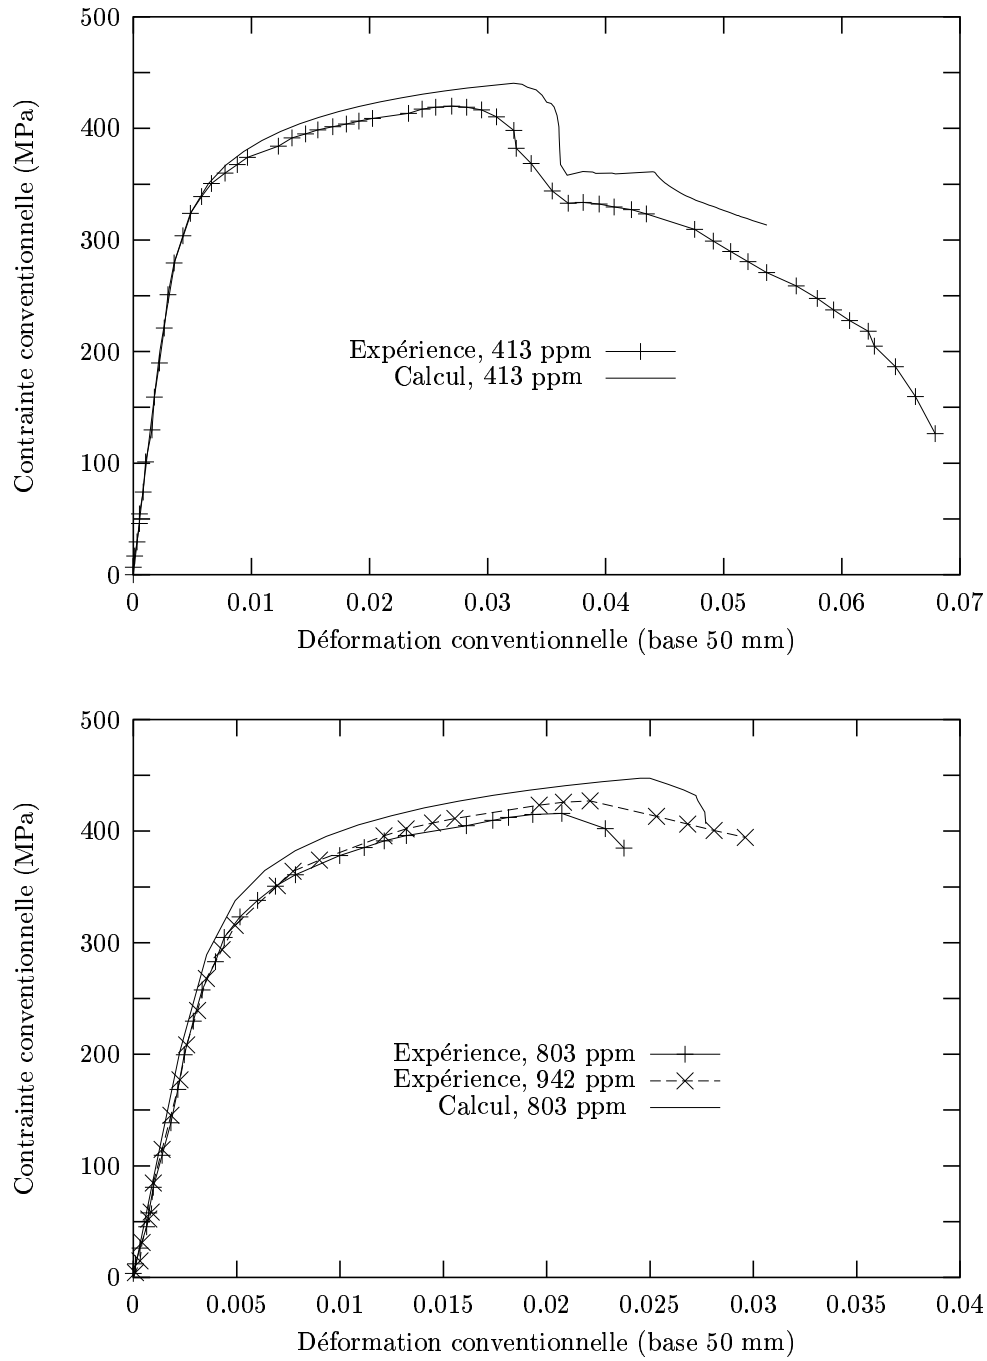 500
400
300
200
100
0
Contrainte conventionnelle (MPa)
Expérience, 413 ppm
Calcul, 413 ppm
0 0.01 0.02 0.03 0.04 0.05 0.06 0.07
Déformation conventionnelle (base 50 mm)
500
400
300
200
100
0
Contrainte conventionnelle (MPa)
Expérience, 803 ppm
Expérience, 942 ppm
Calcul, 803 ppm
0 0.005 0.01 0.015 0.02 0.025 0.03 0.035 0.04
Déformation conventionnelle (base 50 mm)